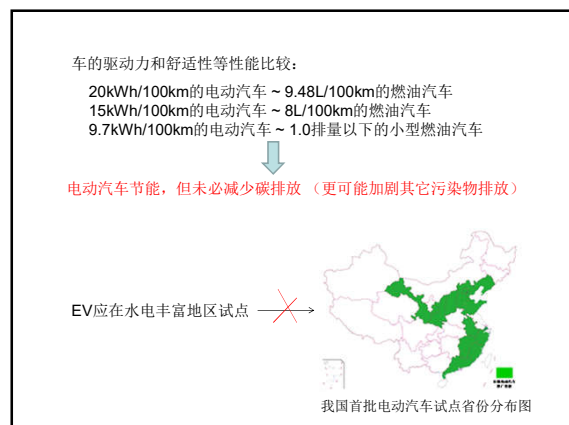 车的驱动力和舒适性等性能比较：
20kWh/100km的电动汽车 ~ 9.48L/100km的燃油汽车
15kWh/100km的电动汽车 ~ 8L/100km的燃油汽车
9.7kWh/100km的电动汽车 ~ 1.0排量以下的小型燃油汽车
电动汽车节能，但未必减少碳排放 （更可能加剧其它污染物排放）
EV应在水电丰富地区试点
我国首批电动汽车试点省份分布图